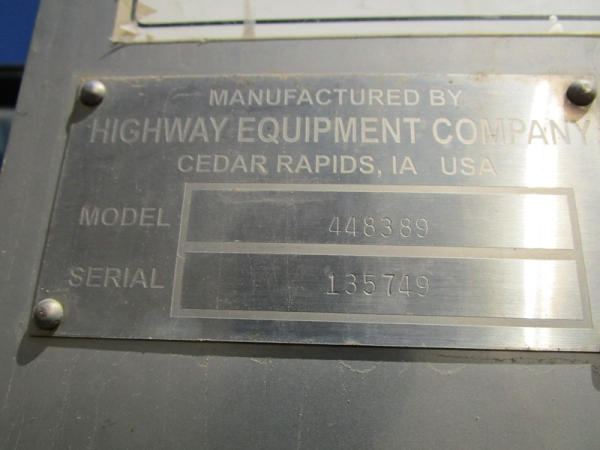 MANUFACTURED BY
HIGHWAY EQUIPMENT COMPANY
CEDAR RAPIDS, IA USA
MODEL 448389
SERIAL 135749